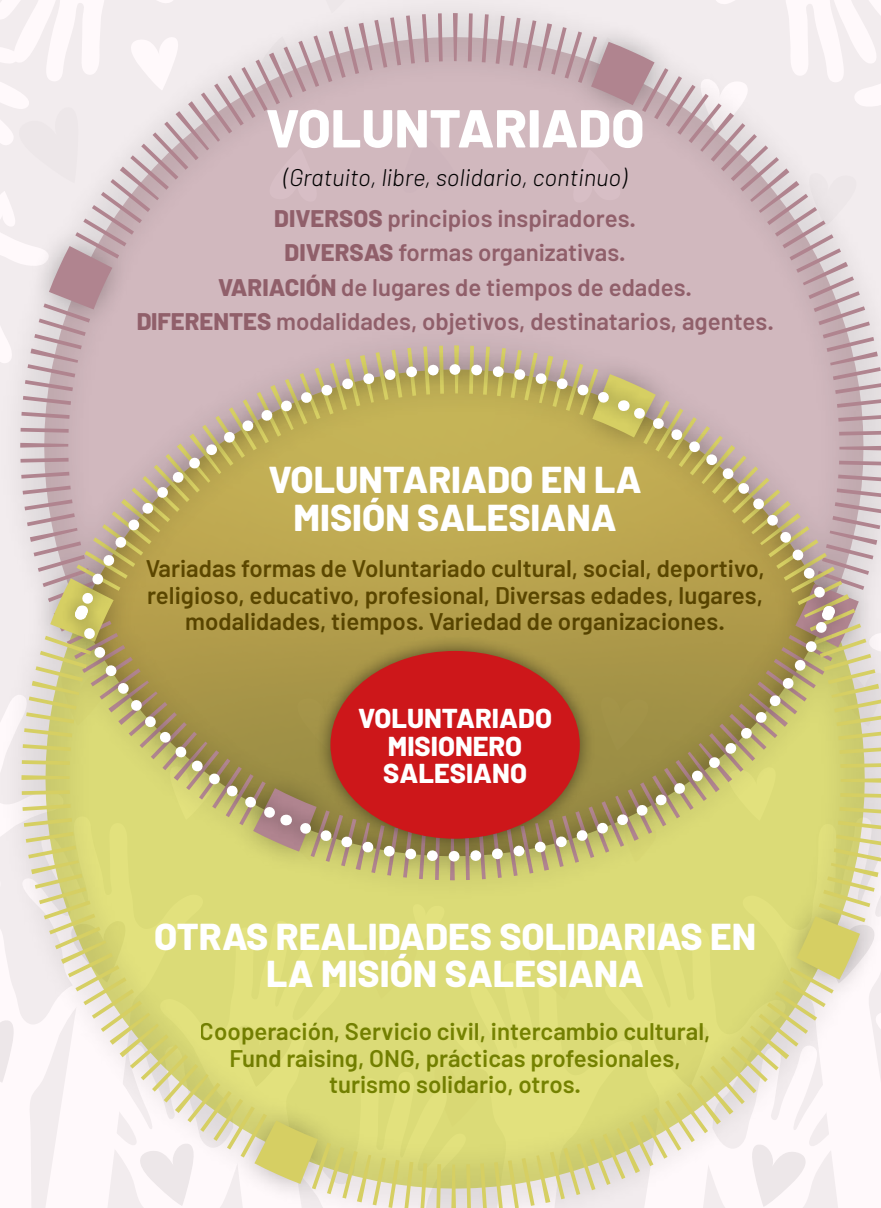 VOLUNTARIADO
(Gratuito, libre, solidario, continuo)
DIVERSOS principios inspiradores.
DIVERSAS formas organizativas.
VARIACIÓN de lugares de tiempos de edades.
DIFERENTES modalidades, objetivos, destinatarios, agentes.
VOLUNTARIADO EN LA
MISIÓN SALESIANA
Variadas formas de Voluntariado cultural, social, deportivo,
religioso, educativo, profesional, Diversas edades, lugares,
modalidades, tiempos. Variedad de organizaciones.
VOLUNTARIADO
MISIONERO
SALESIANO
OTRAS REALIDADES SOLIDARIAS EN
LA MISIÓN SALESIANA
Cooperación, Servicio civil, intercambio cultural,
Fund raising, ONG, prácticas profesionales,
turismo solidario, otros.